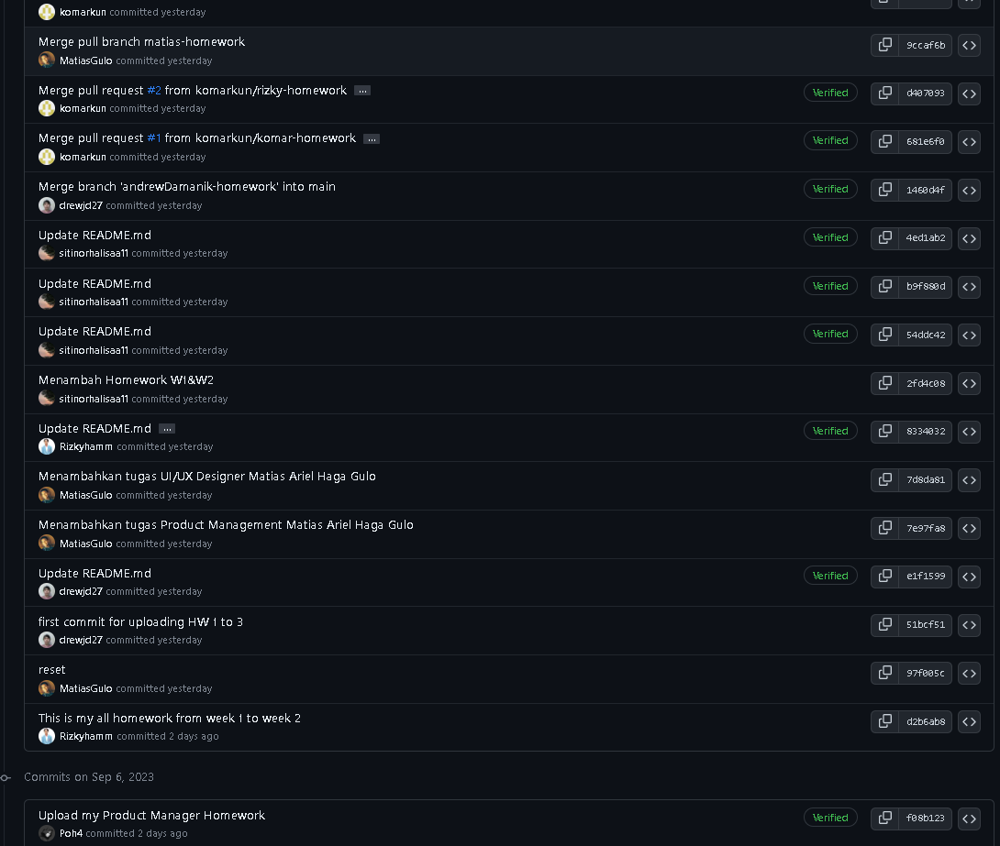 komarkun committed yesterday
Merge pull branch matias-homework
9ccaf6b
MatiasGulo committed yesterday
Merge pull request #2 from komarkun/rizky-homework ...
Verified d407093
komarkun committed yesterday
Merge pull request #1 from komarkun/komar-homework ...
Verified 681e6f0
komarkun committed yesterday
Merge branch 'andrewDamanik-homework' into main
Verified 1460d4f
drewjd27 committed yesterday
Update README.md
Verified 4ed1ab2
sitinorhalisaa11 committed yesterday
Update README.md
Verified b9f880d
sitinorhalisaa11 committed yesterday
Update README.md
Verified 54ddc42
sitinorhalisaa11 committed yesterday
Menambah Homework W1&W2
2fd4c08
sitinorhalisaa11 committed yesterday
Update README.md ...
Verified 8334032
Rizkyhamm committed yesterday
Menambahkan tugas UI/UX Designer Matias Ariel Haga Gulo
7d8da81
MatiasGulo committed yesterday
Menambahkan tugas Product Management Matias Ariel Haga Gulo
7e97fa8
MatiasGulo committed yesterday
Update README.md
Verified e1f1599
drewjd27 committed yesterday
first commit for uploading HW 1 to 3
51bcf51
drewjd27 committed yesterday
reset
97f005c
MatiasGulo committed yesterday
This is my all homework from week 1 to week 2
d2b6ab8
Rizkyhamm committed 2 days ago
Commits on Sep 6, 2023
Upload my Product Manager Homework
Verified f08b123
Poh4 committed 2 days ago